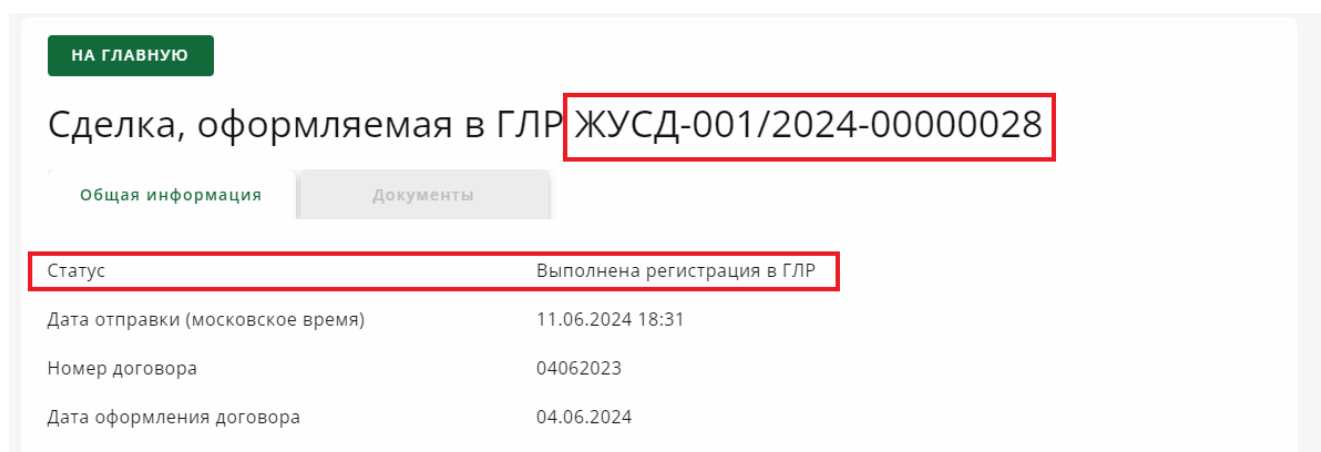 НА ГЛАВНУЮ
Сделка, оформляемая в ГЛР ЖУСД-001/2024-00000028
Общая информация Документы
Статус Выполнена регистрация в ГЛР
Дата отправки (московское время) 11.06.2024 18:31
Номер договора 04062023
Дата оформления договора 04.06.2024